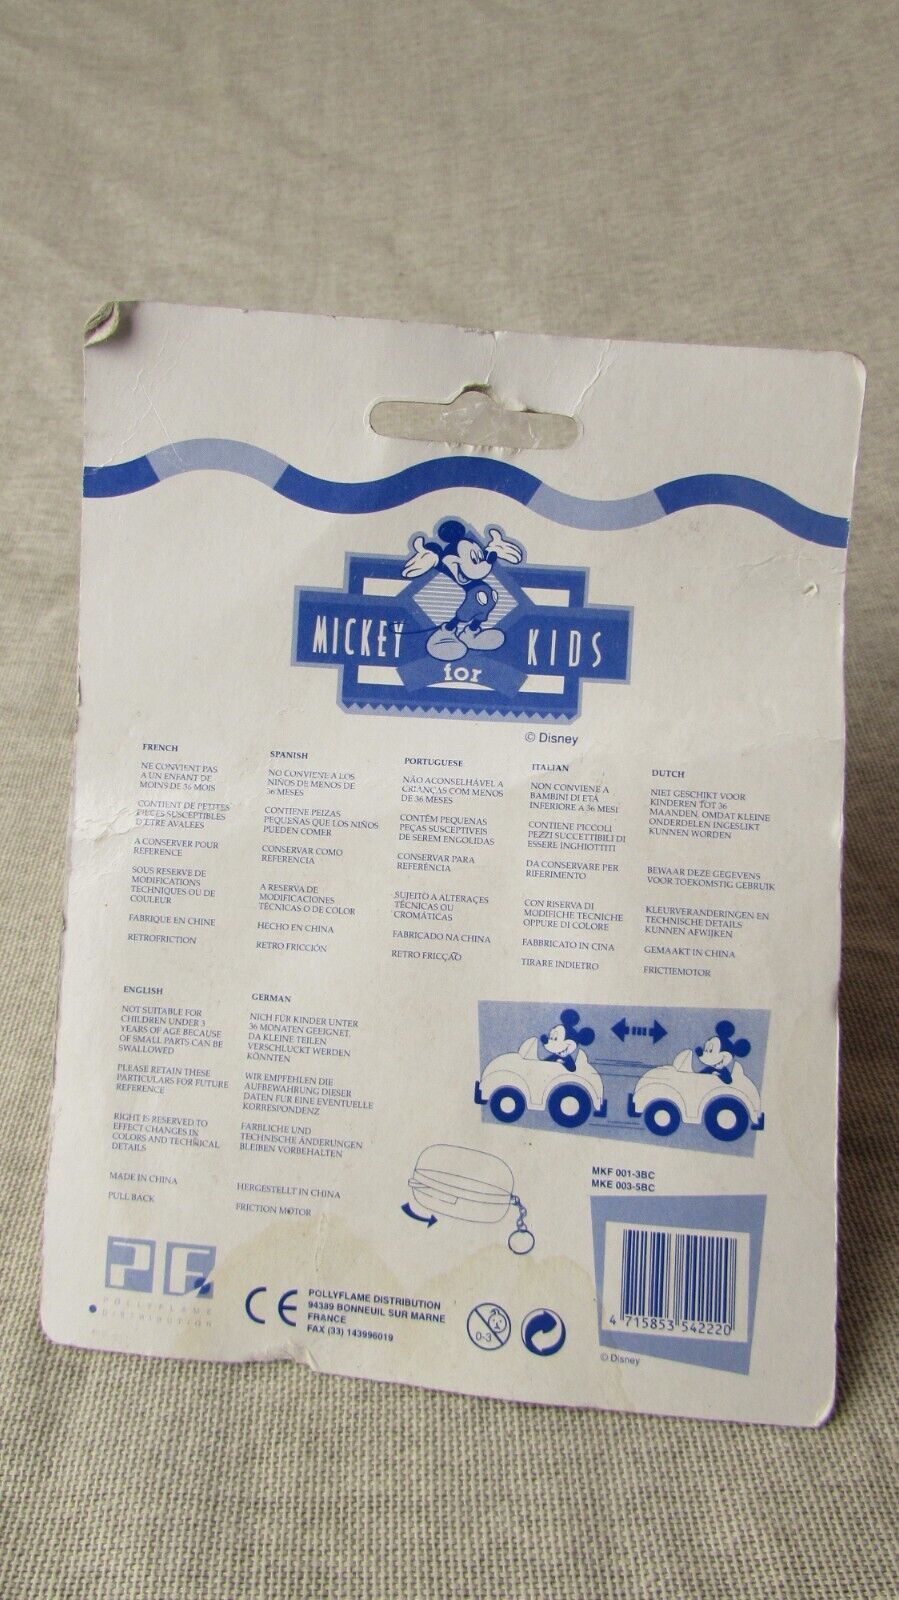 MICKEY for KIDS
© Disney
FRENCH
NE CONVIENT PAS
A UN ENFANT DE
MOINS DE 36 MOIS
CONTIENT DE PETITES
PIECES SUSCEPTIBLES
D'ETRE AVALEES
A CONSERVER POUR
REFERENCE
SOUS RESERVE DE
MODIFICATIONS
TECHNIQUES OU DE
COULEUR
FABRIQUE EN CHINE
RETROFRICTION
SPANISH
NO CONVIENE A LOS
NIÑOS DE MENOS DE
36 MESES
CONTIENE PEIZAS
PEQUEÑAS QUE LOS NIÑOS
PUEDEN COMER
CONSERVAR COMO
REFERENCIA
A RESERVA DE
MODIFICACIONES
TÉCNICAS O DE COLOR
HECHO EN CHINA
RETRO FRICCIÓN
PORTUGUESE
NÃO ACONSELHÁVEL A
CRIANÇAS COM MENOS
DE 36 MESES
CONTÉM PEQUENAS
PEÇAS SUSCEPTIVEIS
DE SEREM ENGOLIDAS
CONSERVAR PARA
REFERÊNCIA
SUJEITO A ALTERAÇES
TÉCNICAS OU
CROMÁTICAS
FABRICADO NA CHINA
RETRO FRICÇÃO
ITALIAN
NON CONVIENE A
BAMBINI DI ETÀ
INFERIORE A 36 MESI
CONTIENE PICCOLI
PEZZI SUCCETTIBILI DI
ESSERE INGHIOTTITI
DA CONSERVARE PER
RIFERIMENTO
CON RISERVA DI
MODIFICHE TECNICHE
OPPURE DI COLORE
FABBRICATO IN CINA
TIRARE INDIETRO
DUTCH
NIET GESCHIKT VOOR
KINDEREN TOT 36
MAANDEN, OMDAT KLEINE
ONDERDELEN INGESLIKT
KUNNEN WORDEN
BEWAAR DEZE GEGEVENS
VOOR TOEKOMSTIG GEBRUIK
KLEURVERANDERINGEN EN
TECHNISCHE DETAILS
KUNNEN AFWIJKEN
GEMAAKT IN CHINA
FRICTIEMOTOR
ENGLISH
NOT SUITABLE FOR
CHILDREN UNDER 3
YEARS OF AGE BECAUSE
OF SMALL PARTS CAN BE
SWALLOWED
PLEASE RETAIN THESE
PARTICULARS FOR FUTURE
REFERENCE
RIGHT IS RESERVED TO
EFFECT CHANGES IN
COLORS AND TECHNICAL
DETAILS
MADE IN CHINA
PULL BACK
GERMAN
NICH FÜR KINDER UNTER
36 MONATEN GEEIGNET,
DA KLEINE TEILEN
VERSCHLUCKT WERDEN
KÖNNTEN
WIR EMPFEHLEN DIE
AUFBEWAHRUNG DIESER
DATEN FÜR EINE EVENTUELLE
KORRESPONDENZ
FARBLICHE UND
TECHNISCHE ÄNDERUNGEN
BLEIBEN VORBEHALTEN
HERGESTELLT IN CHINA
FRICTION MOTOR
MKF 001-3BC
MKE 003-5BC
4 715853 542220
© Disney
PF
POLLYFLAME
DISTRIBUTION
CE
POLLYFLAME DISTRIBUTION
94389 BONNEUIL SUR MARNE
FRANCE
FAX (33) 143996019
0-3